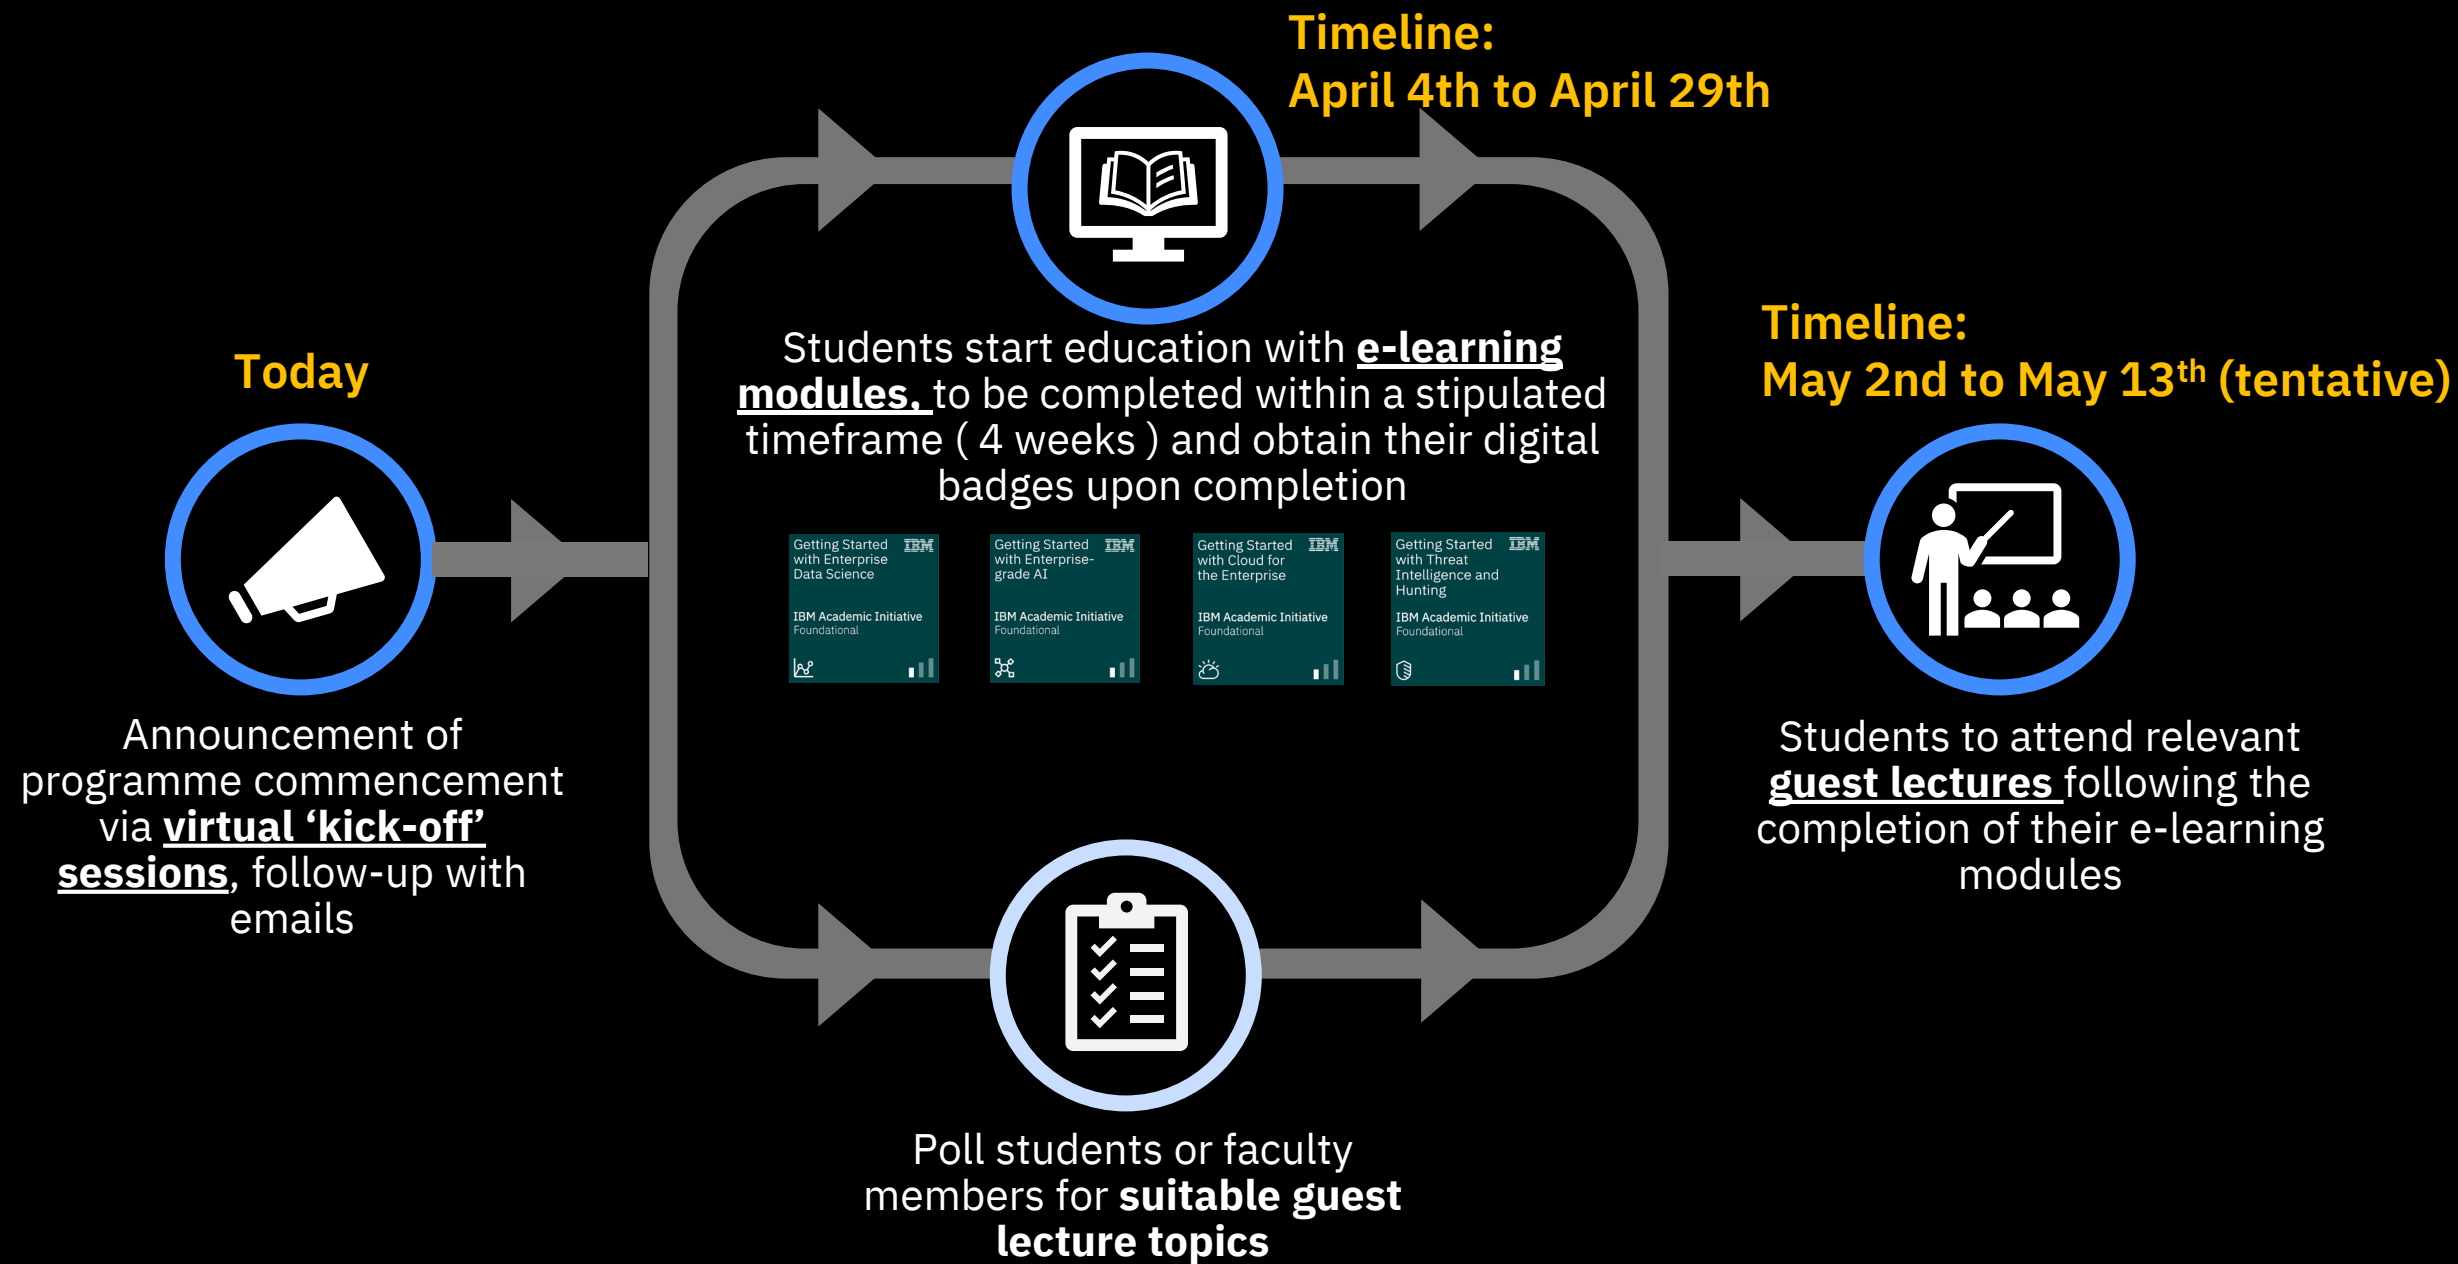 Timeline:
April 4th to April 29th
Today
Announcement of
programme commencement
via virtual ‘kick-off’
sessions, follow-up with
emails
Students start education with e-learning
modules, to be completed within a stipulated
timeframe ( 4 weeks ) and obtain their digital
badges upon completion
Getting Started
with Enterprise
Data Science
IBM
IBM Academic Initiative
Foundational
Getting Started
with Enterprise-
grade AI
IBM
IBM Academic Initiative
Foundational
Getting Started
with Cloud for
the Enterprise
IBM
IBM Academic Initiative
Foundational
Getting Started
with Threat
Intelligence and
Hunting
IBM
IBM Academic Initiative
Foundational
Poll students or faculty
members for suitable guest
lecture topics
Timeline:
May 2nd to May 13th (tentative)
Students to attend relevant
guest lectures following the
completion of their e-learning
modules